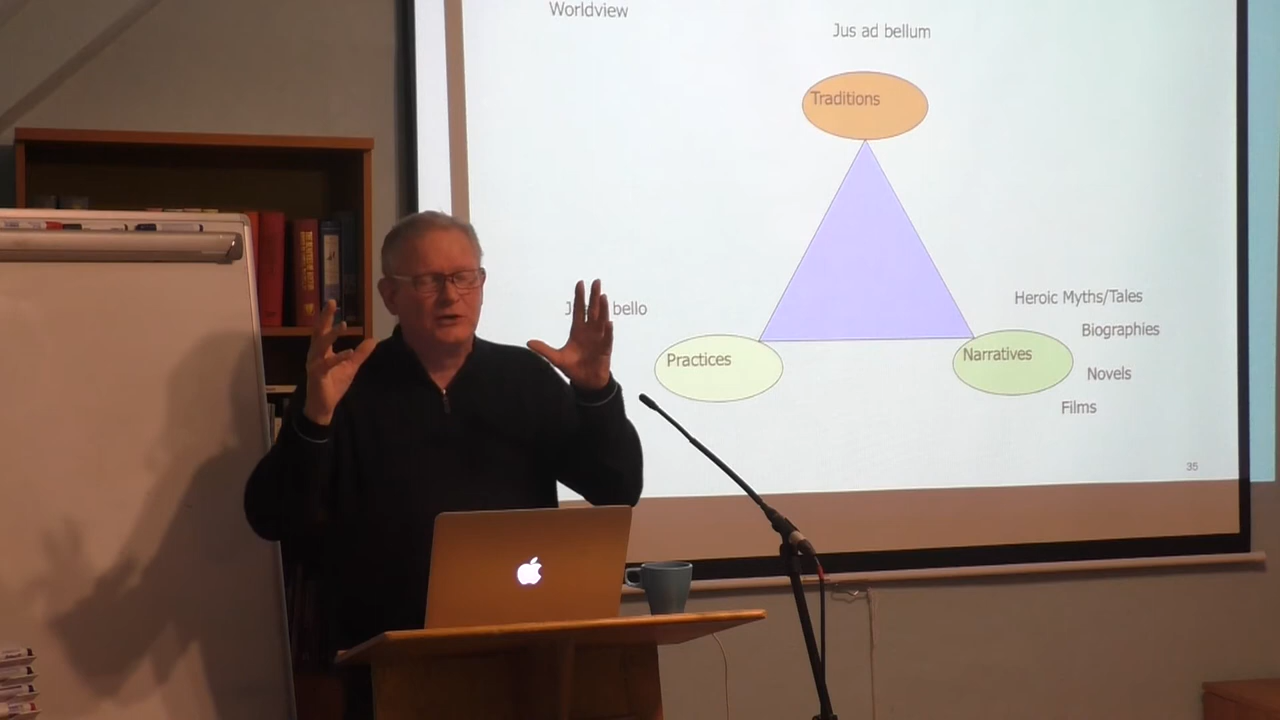 Worldview
Jus ad bellum
Traditions
Heroic Myths/Tales
bello
Biographies
Practices
Narratives
Novels
Films
35